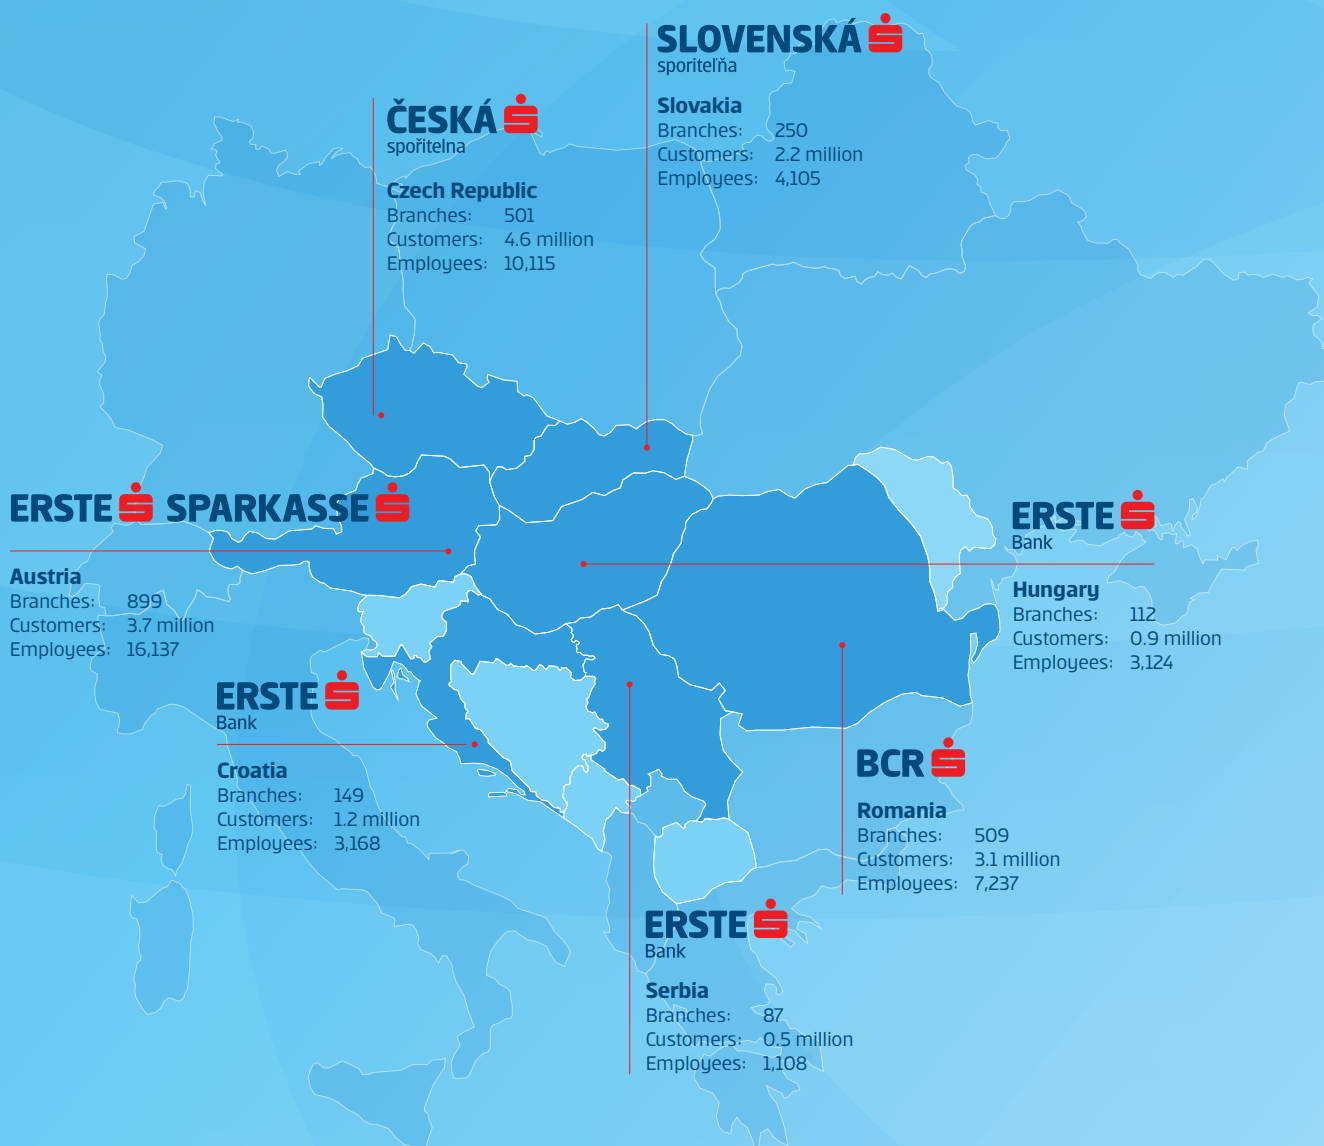 SLOVENSKÁ
sporiteľňa
Slovakia
Branches: 250
Customers: 2.2 million
Employees: 4,105
ČESKÁ
spořitelna
Czech Republic
Branches: 501
Customers: 4.6 million
Employees: 10,115
ERSTE SPARKASSE
Austria
Branches: 899
Customers: 3.7 million
Employees: 16,137
ERSTE
Bank
Hungary
Branches: 112
Customers: 0.9 million
Employees: 3,124
ERSTE
Bank
Croatia
Branches: 149
Customers: 1.2 million
Employees: 3,168
BCR
Romania
Branches: 509
Customers: 3.1 million
Employees: 7,237
ERSTE
Bank
Serbia
Branches: 87
Customers: 0.5 million
Employees: 1,108